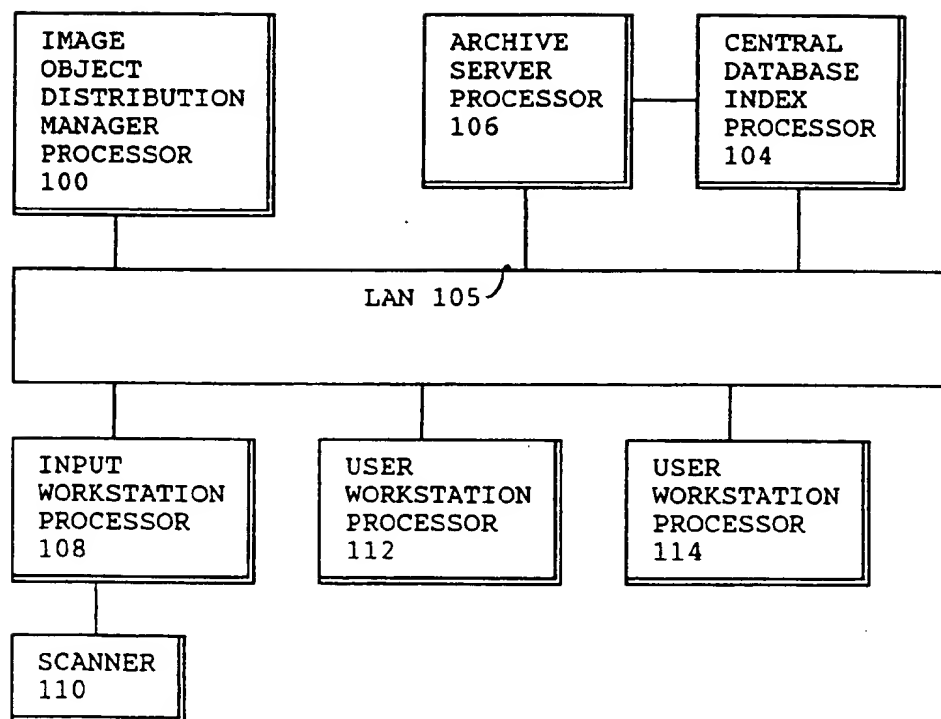 IMAGE
OBJECT
DISTRIBUTION
MANAGER
PROCESSOR
100
ARCHIVE
SERVER
PROCESSOR
106
CENTRAL
DATABASE
INDEX
PROCESSOR
104
LAN 105
INPUT
WORKSTATION
PROCESSOR
108
USER
WORKSTATION
PROCESSOR
112
USER
WORKSTATION
PROCESSOR
114
SCANNER
110